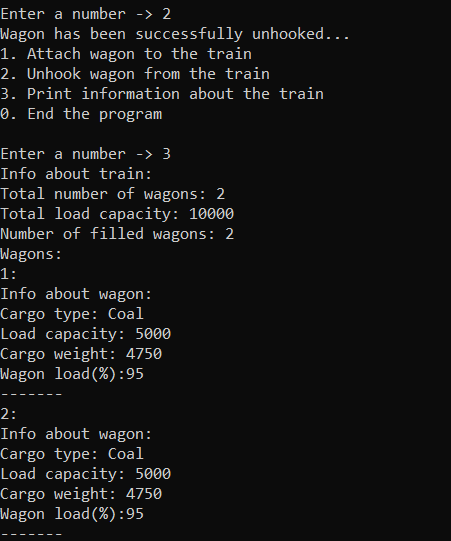 Enter a number -> 2
Wagon has been successfully unhooked...
1. Attach wagon to the train
2. Unhook wagon from the train
3. Print information about the train
0. End the program

Enter a number -> 3
Info about train:
Total number of wagons: 2
Total load capacity: 10000
Number of filled wagons: 2
Wagons:
1:
Info about wagon:
Cargo type: Coal
Load capacity: 5000
Cargo weight: 4750
Wagon load(%):95
-------
2:
Info about wagon:
Cargo type: Coal
Load capacity: 5000
Cargo weight: 4750
Wagon load(%):95
-------